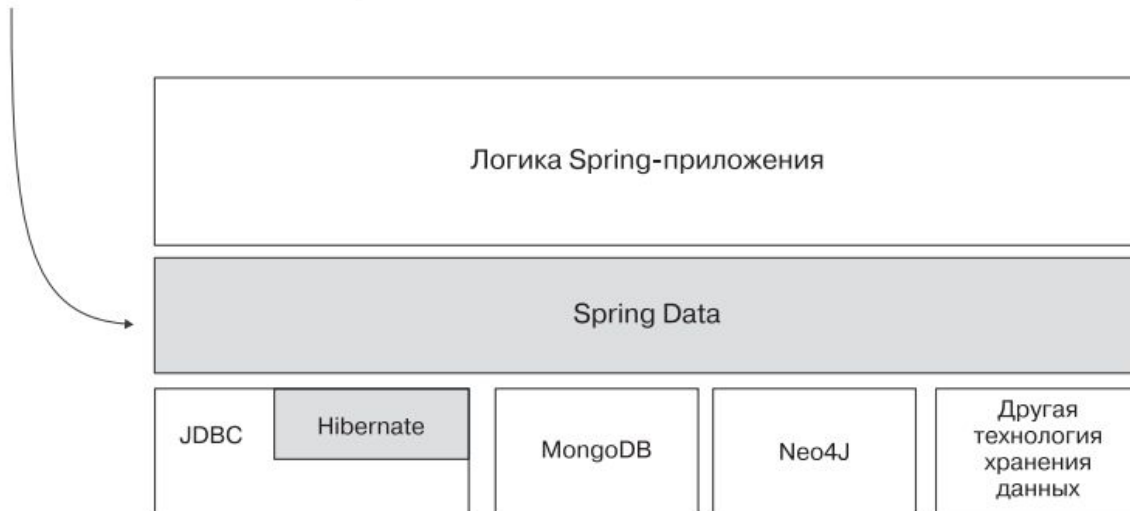 Логика Spring-приложения
Spring Data
JDBC
Hibernate
MongoDB
Neo4J
Другая
технология
хранения
данных